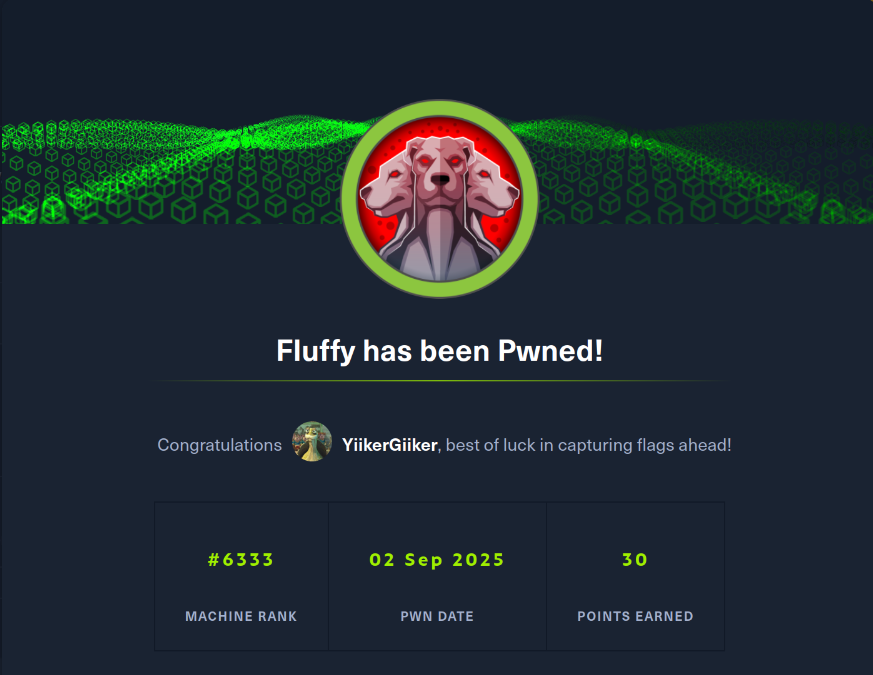 Fluffy has been Pwned!
Congratulations YiikerGiiker, best of luck in capturing flags ahead!
#6333 02 Sep 2025 30
MACHINE RANK PWN DATE POINTS EARNED